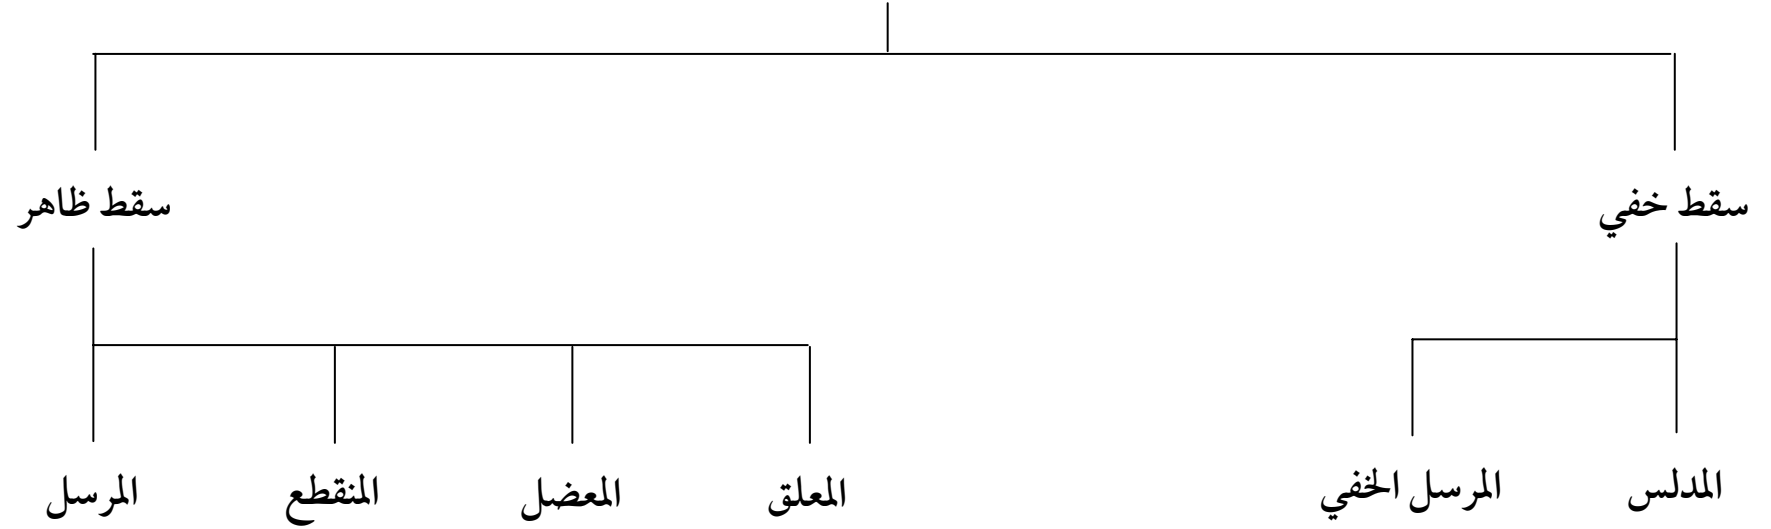 سقط خفي
سقط ظاهر
المدلس
المرسل الخفي
المعلق
المعضل
المنقطع
المرسل